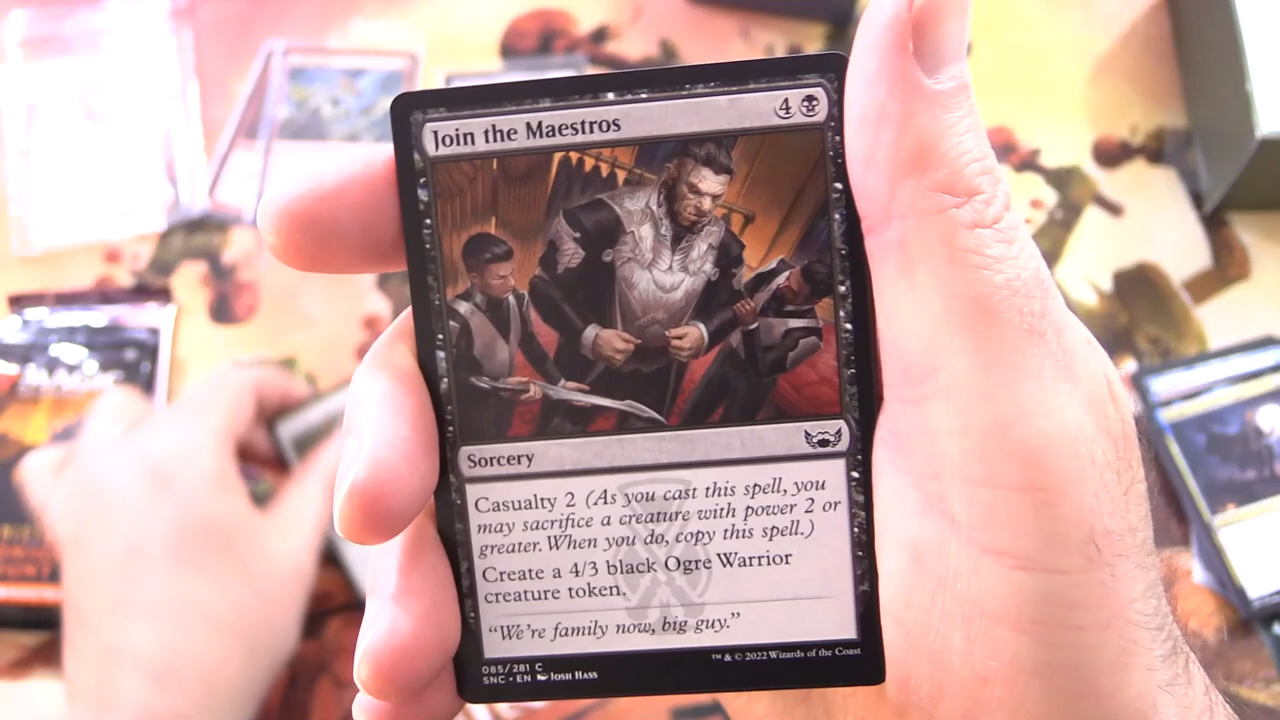 Join the Maestros
4
Sorcery
Casualty 2 (As you cast this spell, you
may sacrifice a creature with power 2 or
greater. When you do, copy this spell.)
Create a 4/3 black Ogre Warrior
creature token.
“We’re family now, big guy.”
085/281 C
SNC • EN Josh Hass
™ & © 2022 Wizards of the Coast